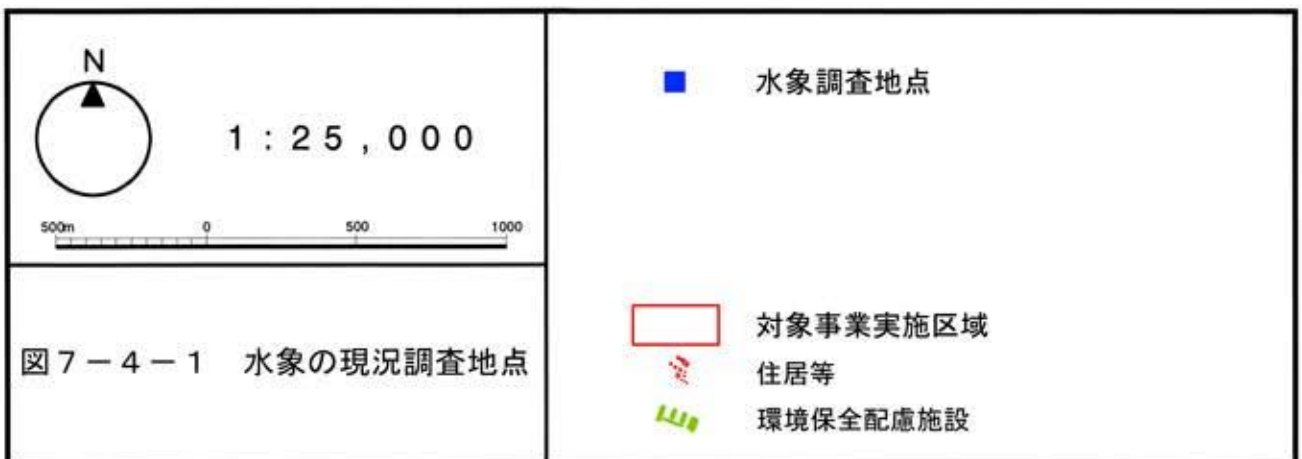 N
1:25,000
500m 0 500 1000
図7-4-1 水象の現況調査地点
水象調査地点
対象事業実施区域
住居等
環境保全配慮施設